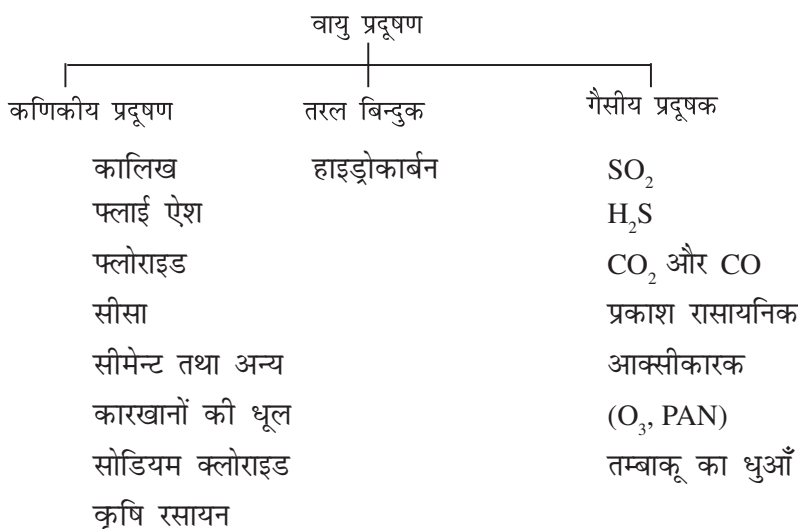 वायु प्रदूषण
कणिकीय प्रदूषण
कालिख
फ्लाई ऐश
फ्लोराइड
सीसा
सीमेन्ट तथा अन्य
कारखानों की धूल
सोडियम क्लोराइड
कृषि रसायन
तरल बिन्दुक
हाइड्रोकार्बन
गैसीय प्रदूषक
SO₂
H₂S
CO₂ और CO
प्रकाश रासायनिक
आक्सीकारक
(O₃, PAN)
तम्बाकू का धुआँ